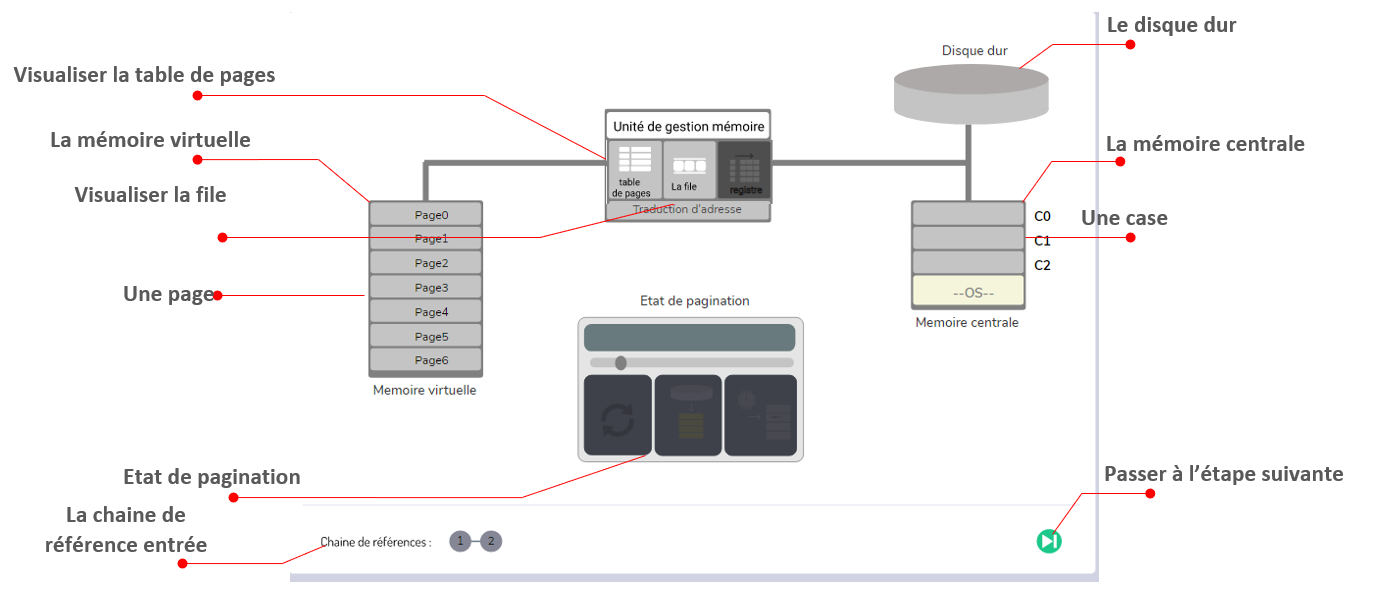 Le disque dur
Disque dur
Visualiser la table de pages
Unité de gestion mémoire
La mémoire virtuelle
La mémoire centrale
table
de pages
La file
registre
Visualiser la file
Traduction d'adresse
Page0
Page1
Page2
Page3
Page4
Page5
Page6
Memoire virtuelle
C0
C1
C2
Une case
--OS--
Memoire centrale
Une page
Etat de pagination
Etat de pagination
Passer à l’étape suivante
La chaine de
référence entrée
Chaine de références :
1
2